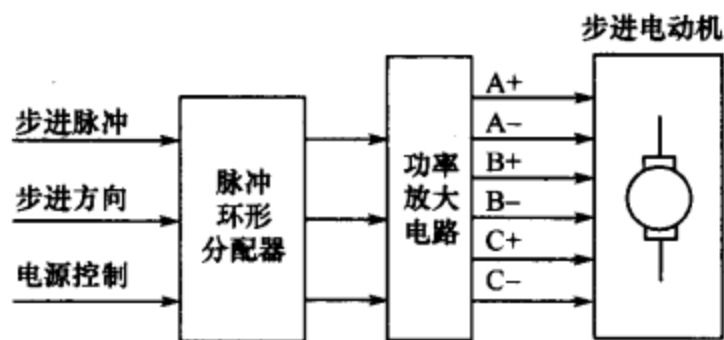 步进电动机
步进脉冲
步进方向
电源控制
脉冲
环形
分配器
功率
放大
电路
A+
A-
B+
B-
C+
C-